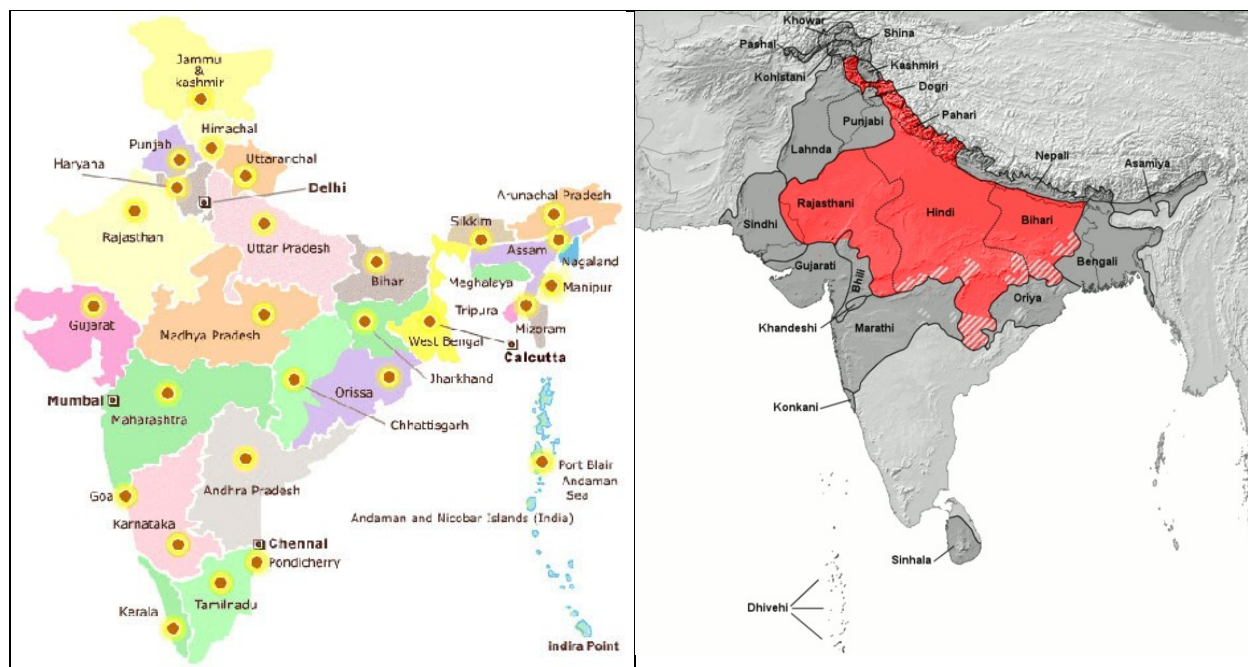 Jammu
&
kashmir
Himachal
Punjab
Haryana
Uttaranchal
Delhi
Rajasthan
Uttar Pradesh
Arunachal Pradesh
Sikkim
Assam
Nagaland
Bihar
Meghalaya
Manipur
Tripura
Mizoram
Gujarat
Madhya Pradesh
West Bengal
Calcutta
Jharkhand
Orissa
Mumbai
Maharashtra
Chhattisgarh
Port Blair
Andaman
Sea
Andhra Pradesh
Goa
Andaman and Nicobar Islands (India)
Karnataka
Chennal
Pondicherry
Tamilnadu
Kerala
Indira Point
Khowar
Shina
Pashai
Kashmiri
Kohistani
Dogri
Punjabi
Pahari
Lahnda
Nepali
Asamiya
Rajasthani
Hindi
Bihari
Sindhi
Gujarati
Bhili
Bengali
Oriya
Khandeshi
Marathi
Konkani
Sinhala
Dhivehi